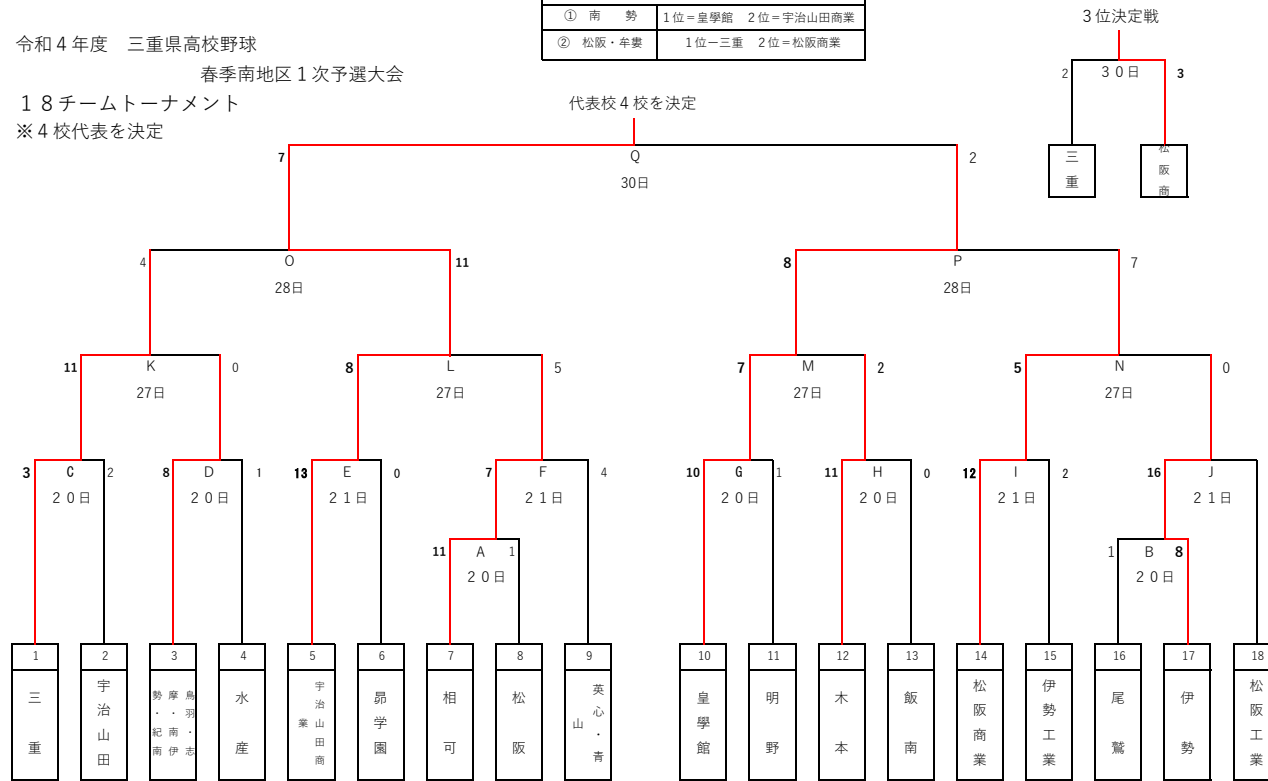 ① 南 勢 1位＝皇學館 2位＝宇治山田商業
② 松阪・牟婁 1位ー三重 2位＝松阪商業
３位決定戦
令和４年度 三重県高校野球
春季南地区１次予選大会
１８チームトーナメント
※４校代表を決定
2 ３０日 3
三重 松阪商
代表校４校を決定
7 Q 2
30日
4 O 11 8 P 7
28日 28日
11 K 0 8 L 5 7 M 2 5 N 0
27日 27日 27日 27日
3 C 2 8 D 1 13 E 0 7 F 4 10 G 1 11 H 0 12 I 2 16 J
２０日 ２０日 ２１日 ２１日 ２０日 ２０日 ２１日 ２１日
11 A 1 1 B 8
２０日 ２０日
1 2 3 4 5 6 7 8 9 10 11 12 13 14 15 16 17 18
三重 宇治山田 鳥羽・志摩・南伊勢・紀南 水産 宇治山田商業 昴学園 相可 松阪 英心・青山 皇學館 明野 木本 飯南 松阪商業 伊勢工業 尾鷲 伊勢 松阪工業